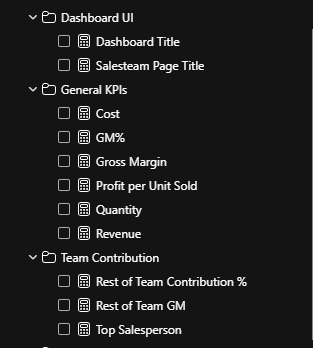 Dashboard UI
Dashboard Title
Salesteam Page Title
General KPIs
Cost
GM%
Gross Margin
Profit per Unit Sold
Quantity
Revenue
Team Contribution
Rest of Team Contribution %
Rest of Team GM
Top Salesperson